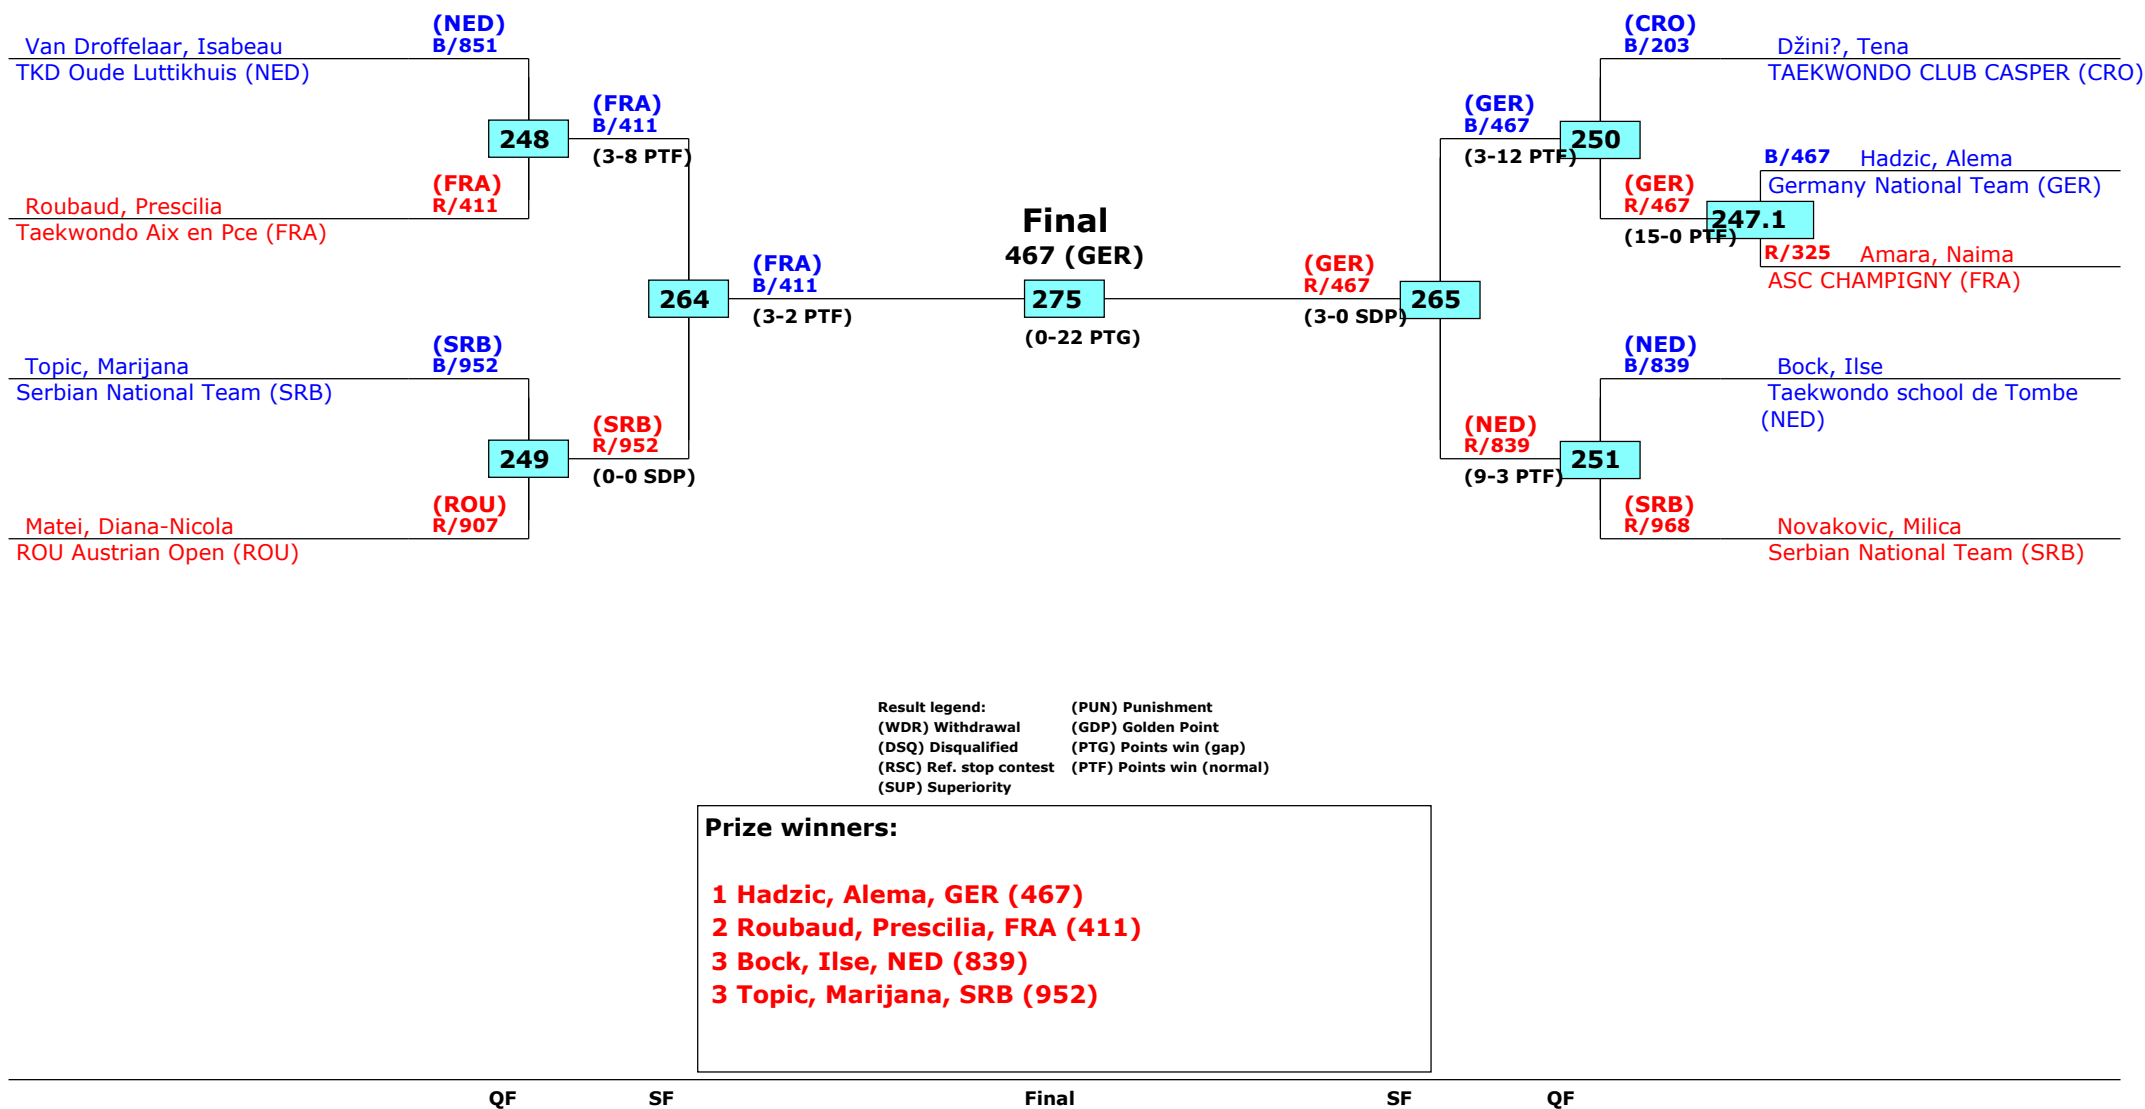 (NED)
B/851
Van Droffelaar, Isabeau
TKD Oude Luttikhuis (NED)
(FRA)
B/411
248
(3-8 PTF)
(FRA)
R/411
Roubaud, Prescilia
Taekwondo Aix en Pce (FRA)
264
(FRA)
B/411
(3-2 PTF)
(SRB)
B/952
Topic, Marijana
Serbian National Team (SRB)
(SRB)
R/952
249
(0-0 SDP)
(ROU)
R/907
Matei, Diana-Nicola
ROU Austrian Open (ROU)
Final
467 (GER)
275
(0-22 PTG)
(CRO)
B/203
Džini?, Tena
TAEKWONDO CLUB CASPER (CRO)
(GER)
B/467
250
(3-12 PTF)
B/467 Hadzic, Alema
Germany National Team (GER)
(GER)
R/467
247.1
(15-0 PTF)
R/325 Amara, Naima
ASC CHAMPIGNY (FRA)
(GER)
R/467
265
(3-0 SDP)
(NED)
B/839
Bock, Ilse
Taekwondo school de Tombe
(NED)
(NED)
R/839
251
(9-3 PTF)
(SRB)
R/968
Novakovic, Milica
Serbian National Team (SRB)
Result legend: (PUN) Punishment
(WDR) Withdrawal (GDP) Golden Point
(DSQ) Disqualified (PTG) Points win (gap)
(RSC) Ref. stop contest (PTF) Points win (normal)
(SUP) Superiority
Prize winners:
1 Hadzic, Alema, GER (467)
2 Roubaud, Prescilia, FRA (411)
3 Bock, Ilse, NED (839)
3 Topic, Marijana, SRB (952)
QF SF Final SF QF